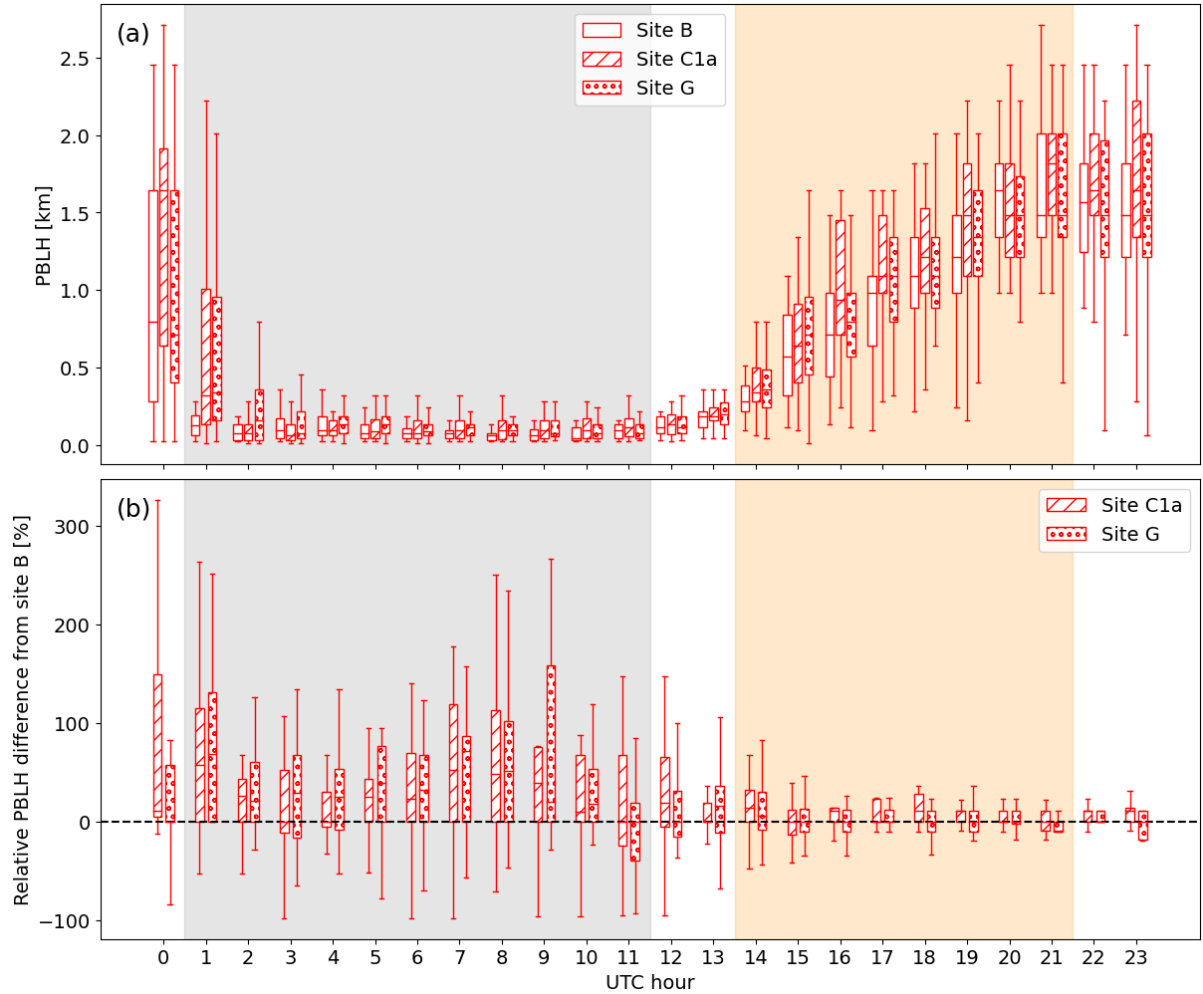 (a)
Site B
Site C1a
Site G
PBLH [km]
2.5
2.0
1.5
1.0
0.5
0.0
(b)
Site C1a
Site G
Relative PBLH difference from site B [%]
300
200
100
0
−100
0 1 2 3 4 5 6 7 8 9 10 11 12 13 14 15 16 17 18 19 20 21 22 23
UTC hour